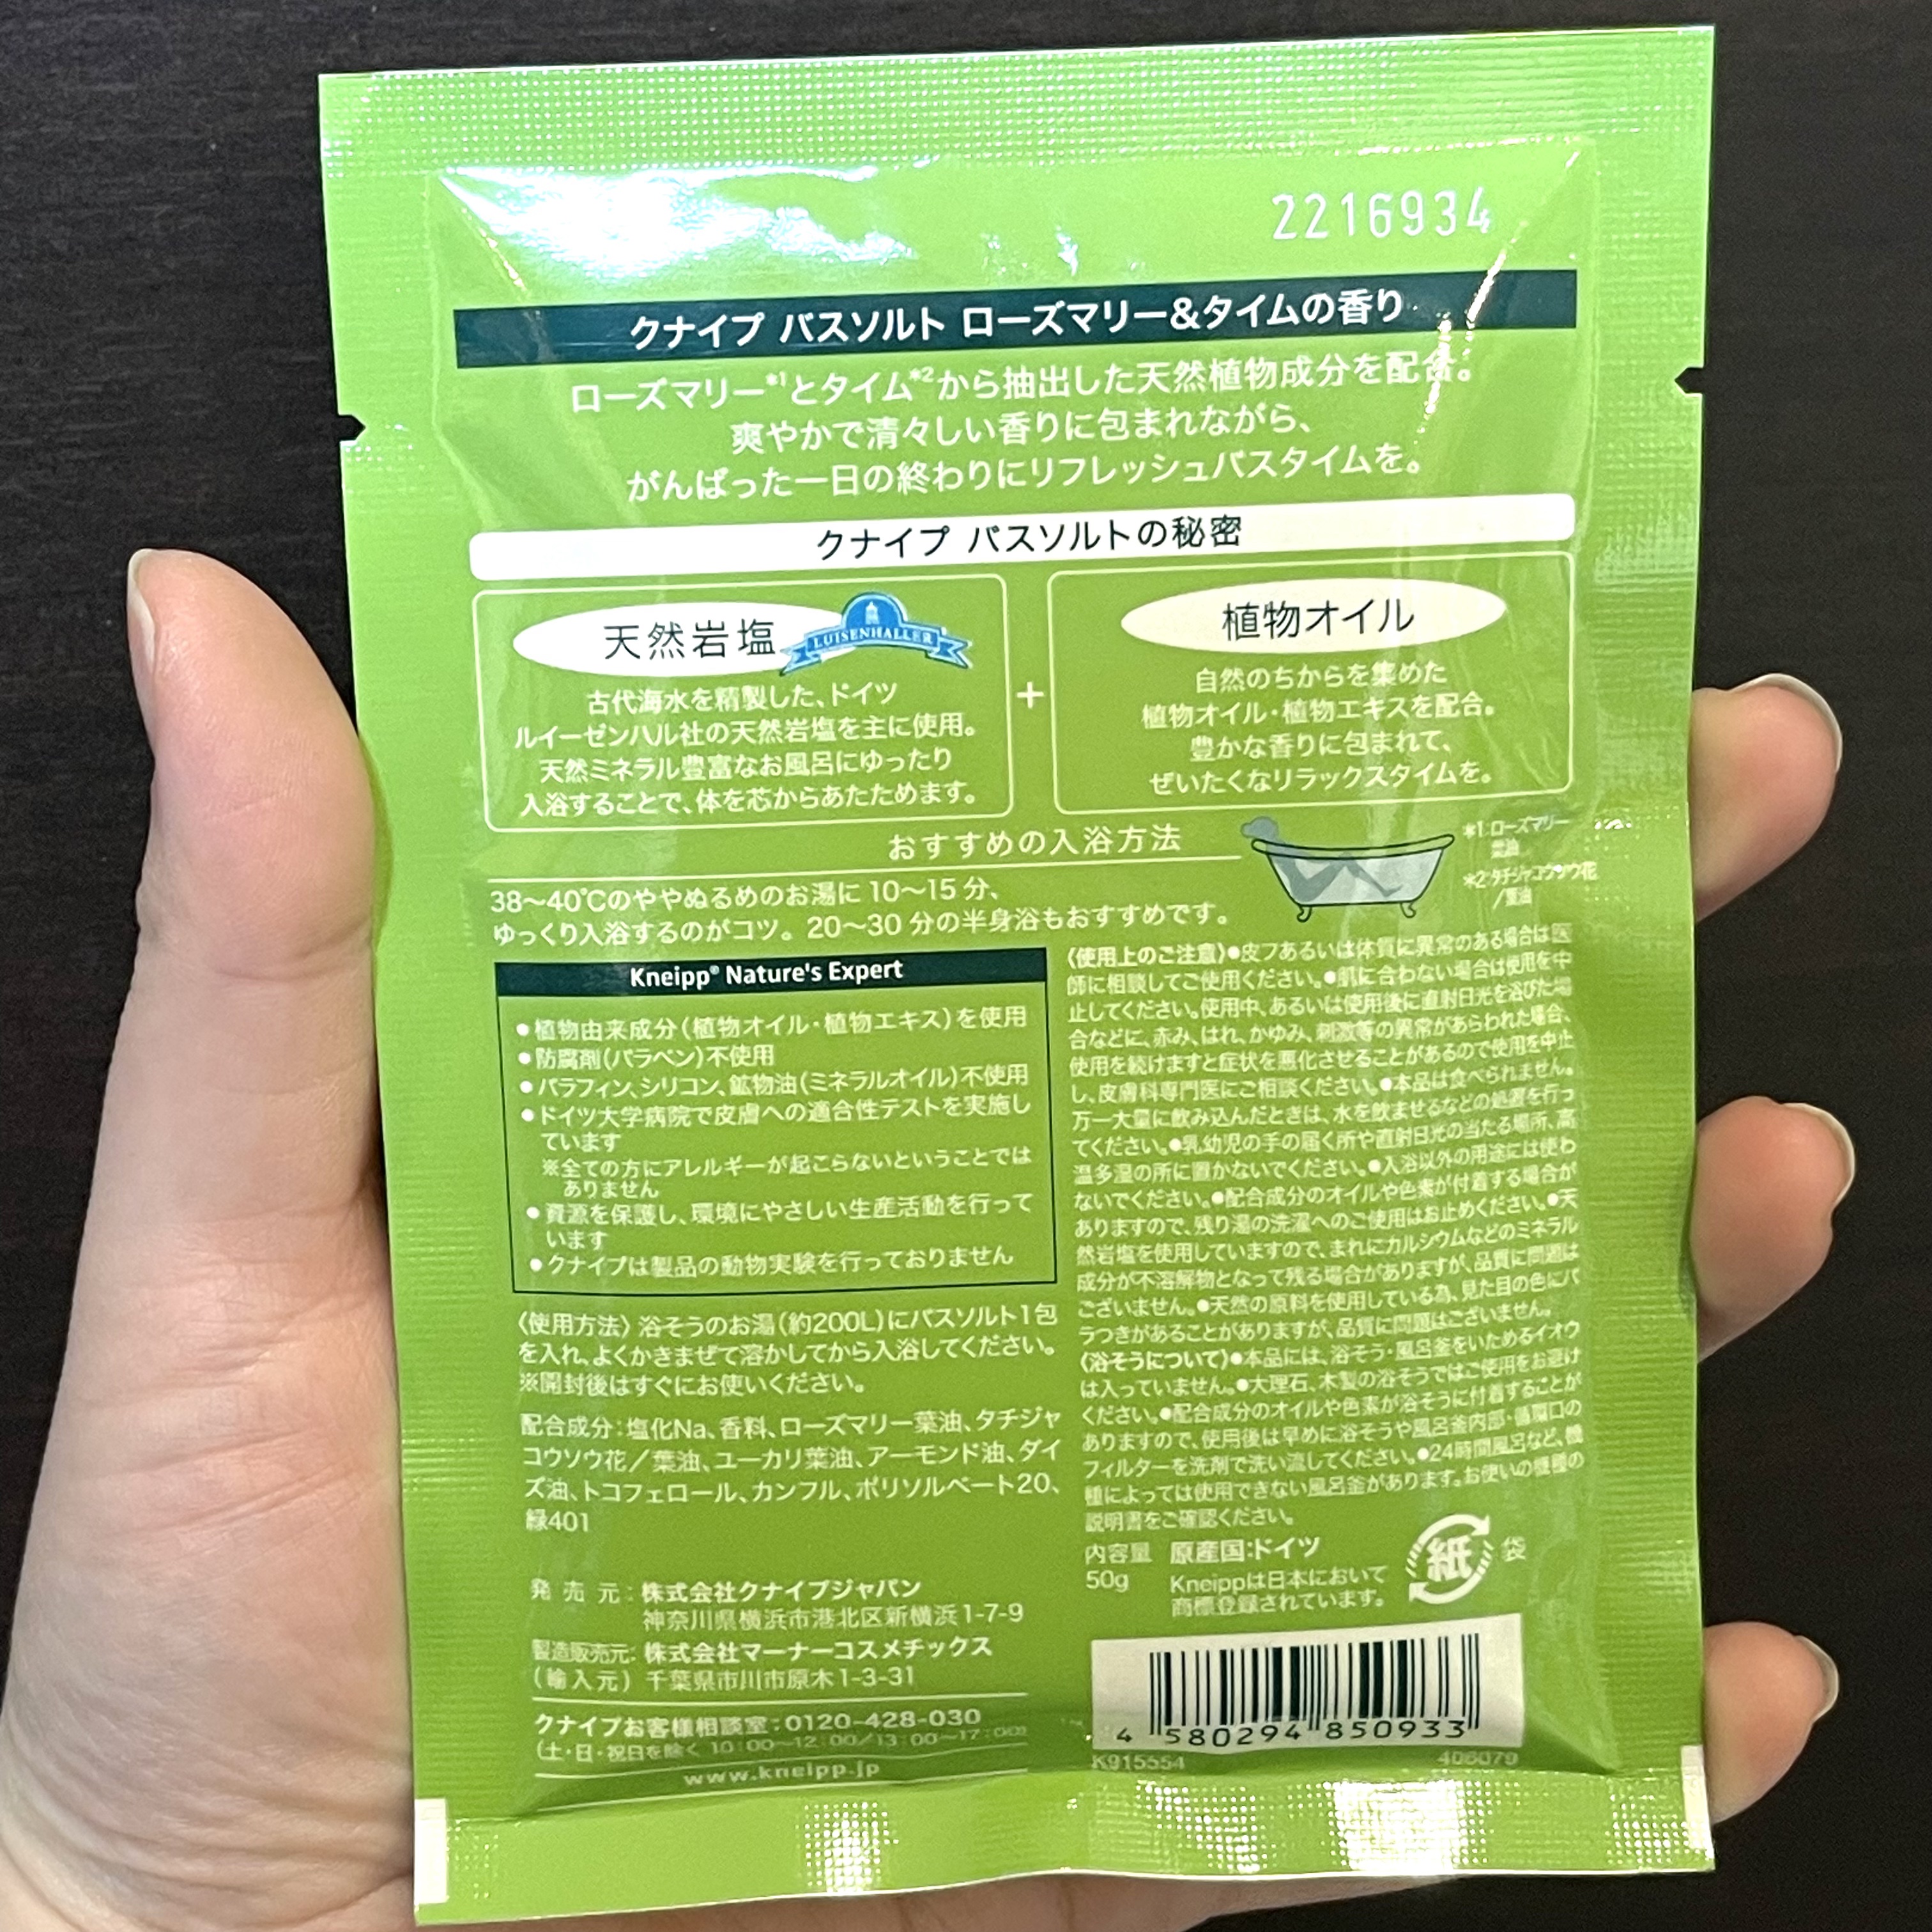 2216934
クナイプ バスソルト ローズマリー&タイムの香り
ローズマリー*1とタイム*2から抽出した天然植物成分を配合。
爽やかで清々しい香りに包まれながら、
がんばった一日の終わりにリフレッシュバスタイムを。
クナイプ バスソルトの秘密
天然岩塩
LUISENHALLER
古代海水を精製した、ドイツ
ルイーゼンハル社の天然岩塩を主に使用。
天然ミネラル豊富なお風呂にゆったり
入浴することで、体を芯からあたためます。
+
植物オイル
自然のちからを集めた
植物オイル・植物エキスを配合。
豊かな香りに包まれて、
ぜいたくなリラックスタイムを。
おすすめの入浴方法
38〜40℃のややぬるめのお湯に 10〜15 分、
ゆっくり入浴するのがコツ。20〜30 分の半身浴もおすすめです。
*1:ローズマリー
葉油
*2:タチジャコウソウ花
/葉油
Kneipp® Nature's Expert
●植物由来成分(植物オイル・植物エキス)を使用
●防腐剤(パラベン)不使用
●パラフィン、シリコン、鉱物油(ミネラルオイル)不使用
●ドイツ大学病院で皮膚への適合性テストを実施し
ています
※全ての方にアレルギーが起こらないということでは
ありません
●資源を保護し、環境にやさしい生産活動を行って
います
●クナイプは製品の動物実験を行っておりません
〈使用方法〉浴そうのお湯(約200L)にバスソルト1包
を入れ、よくかきまぜて溶かしてから入浴してください。
※開封後はすぐにお使いください。
配合成分:塩化Na、香料、ローズマリー葉油、タチジャ
コウソウ花/葉油、ユーカリ葉油、アーモンド油、ダイ
ズ油、トコフェロール、カンフル、ポリソルベート20、
緑401
発売元:株式会社クナイプジャパン
神奈川県横浜市港北区新横浜1-7-9
製造販売元:株式会社マーナーコスメチックス
(輸入元) 千葉県市川市原木1-3-31
クナイプお客様相談室:0120-428-030
(土・日・祝日を除く 10:00〜12:00/13:00〜17:00)
www.kneipp.jp
〈使用上のご注意〉●皮フあるいは体質に異常のある場合は医
師に相談してご使用ください。●肌に合わない場合は使用を中
止してください。使用中、あるいは使用後に直射日光を浴びた場
合などに、赤み、はれ、かゆみ、刺激等の異常があらわれた場合、
使用を続けますと症状を悪化させることがあるので使用を中止
し、皮膚科専門医にご相談ください。●本品は食べられません。
万一大量に飲み込んだときは、水を飲ませるなどの処置を行っ
てください。●乳幼児の手の届く所や直射日光の当たる場所、高
温多湿の所に置かないでください。●入浴以外の用途には使わ
ないでください。●配合成分のオイルや色素が付着する場合が
ありますので、残り湯の洗濯へのご使用はお止めください。●天
然岩塩を使用していますので、まれにカルシウムなどのミネラル
成分が不溶解物となって残る場合がありますが、品質に問題は
ございません。●天然の原料を使用している為、見た目の色にバ
ラつきがあることがありますが、品質に問題はございません。
〈浴そうについて〉●本品には、浴そう・風呂釜をいためるイオウ
は入っていません。●大理石、木製の浴そうではご使用をお避け
ください。●配合成分のオイルや色素が浴そうに付着することが
ありますので、使用後は早めに浴そうや風呂釜内部・循環口の
フィルターを洗剤で洗い流してください。●24時間風呂など、機
種によっては使用できない風呂釜があります。お使いの機種の
説明書をご確認ください。
内容量 原産国:ドイツ
50g Kneippは日本において
商標登録されています。
紙
袋
4 580294 850933
K915554 406079